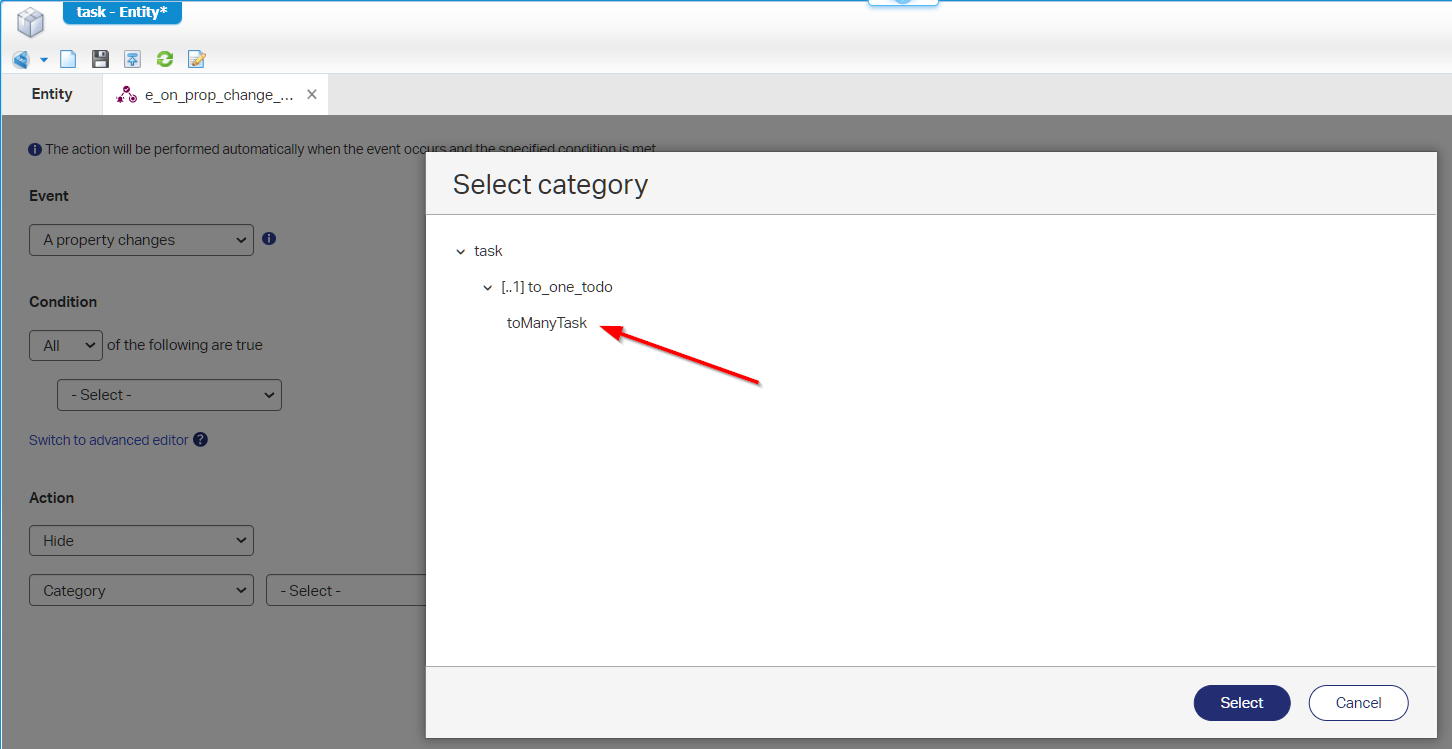 task - Entity*
Entity
e_on_prop_change_...
The action will be performed automatically when the event occurs and the specified condition is met
Select category
Event
A property changes
task
[..1] to_one_todo
Condition
toManyTask
All of the following are true
- Select -
Switch to advanced editor ?
Action
Hide
Category
- Select -
Select
Cancel